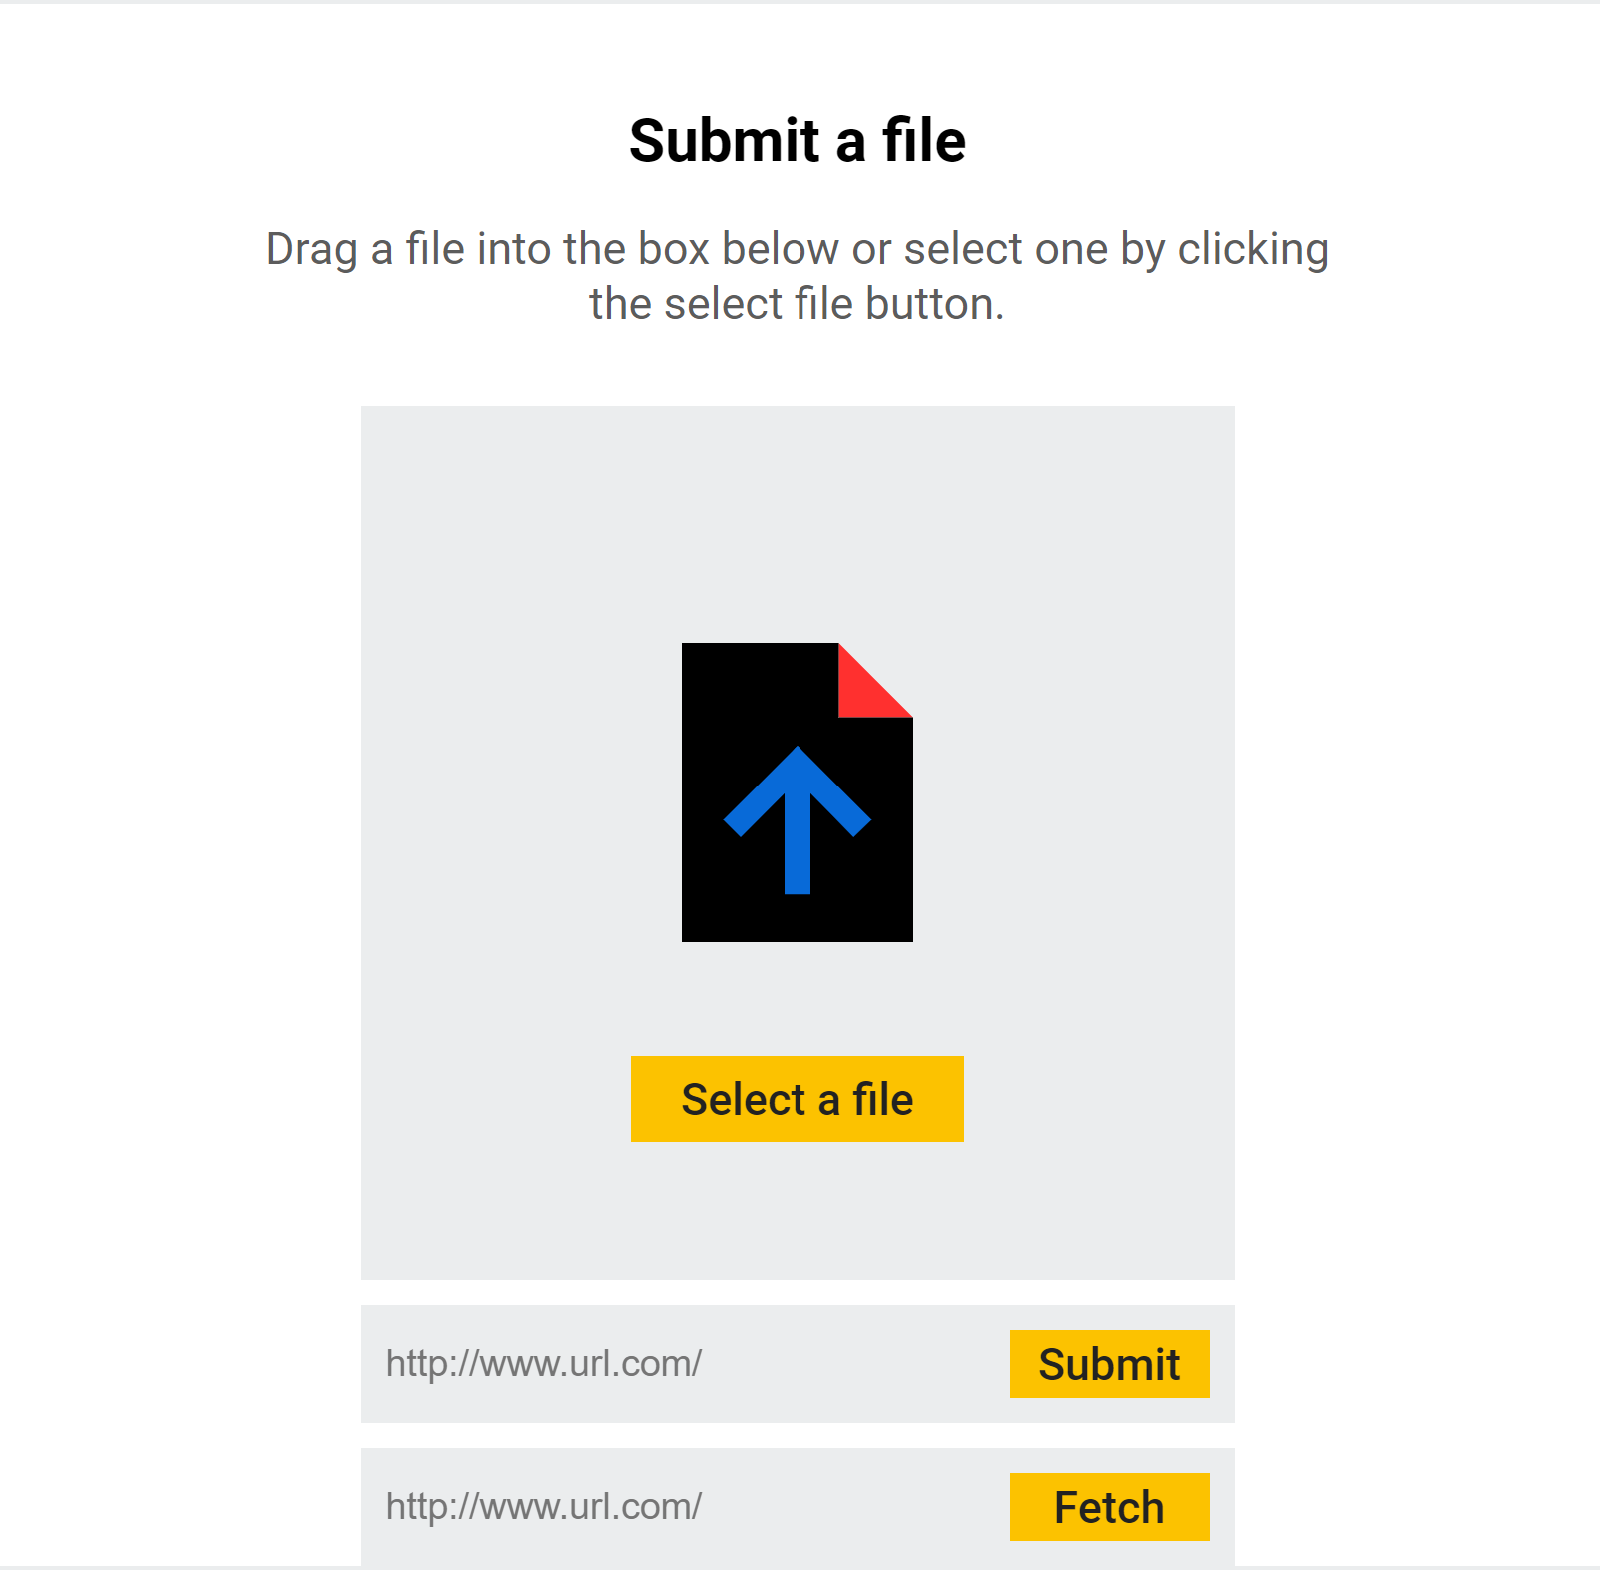 Submit a file
Drag a file into the box below or select one by clicking
the select file button.
Select a file
http://www.url.com/
Submit
http://www.url.com/
Fetch